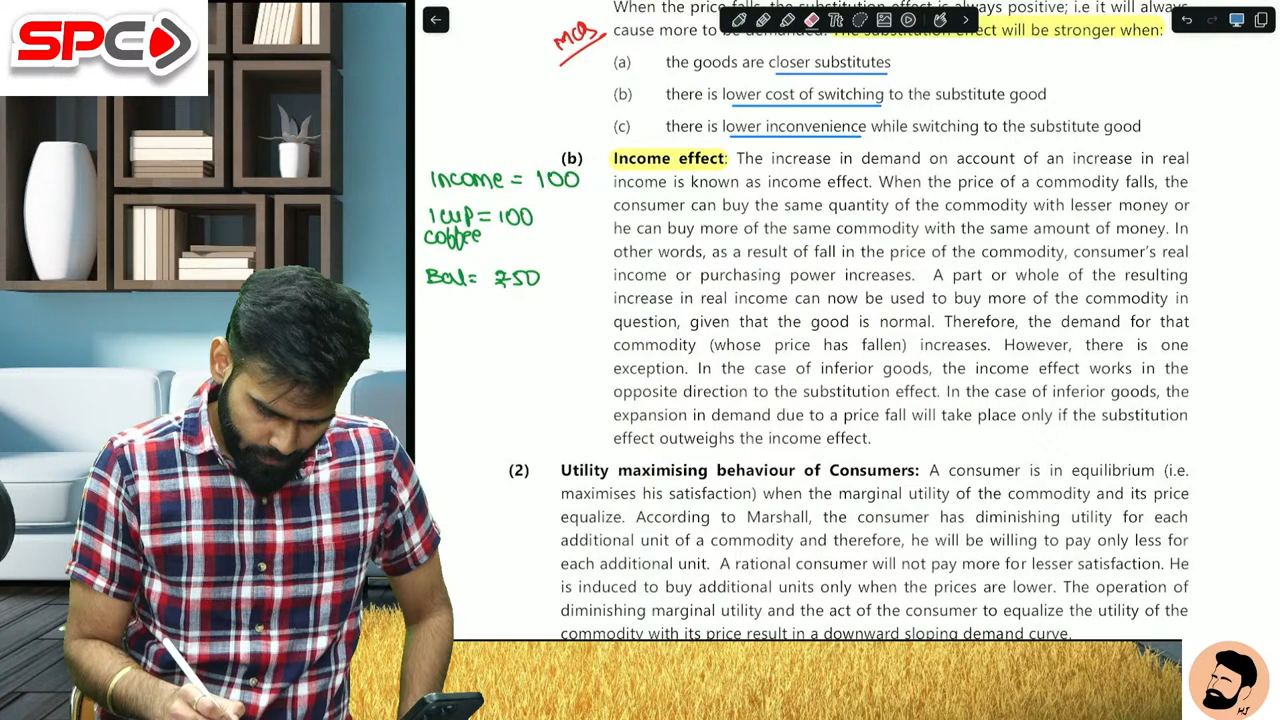 SPC
When the price falls, the substitution effect is always positive; i.e it will always
MCQs
cause more to be demanded. The substitution effect will be stronger when:
(a) the goods are closer substitutes
(b) there is lower cost of switching to the substitute good
(c) there is lower inconvenience while switching to the substitute good
(b) Income effect: The increase in demand on account of an increase in real
income is known as income effect. When the price of a commodity falls, the
consumer can buy the same quantity of the commodity with lesser money or
he can buy more of the same commodity with the same amount of money. In
other words, as a result of fall in the price of the commodity, consumer's real
income or purchasing power increases. A part or whole of the resulting
increase in real income can now be used to buy more of the commodity in
question, given that the good is normal. Therefore, the demand for that
commodity (whose price has fallen) increases. However, there is one
exception. In the case of inferior goods, the income effect works in the
opposite direction to the substitution effect. In the case of inferior goods, the
expansion in demand due to a price fall will take place only if the substitution
effect outweighs the income effect.
Income = 100
1 cup = 100
coffee
Bal = ₹50
(2) Utility maximising behaviour of Consumers: A consumer is in equilibrium (i.e.
maximises his satisfaction) when the marginal utility of the commodity and its price
equalize. According to Marshall, the consumer has diminishing utility for each
additional unit of a commodity and therefore, he will be willing to pay only less for
each additional unit. A rational consumer will not pay more for lesser satisfaction. He
is induced to buy additional units only when the prices are lower. The operation of
diminishing marginal utility and the act of the consumer to equalize the utility of the
commodity with its price result in a downward sloping demand curve.
HJ